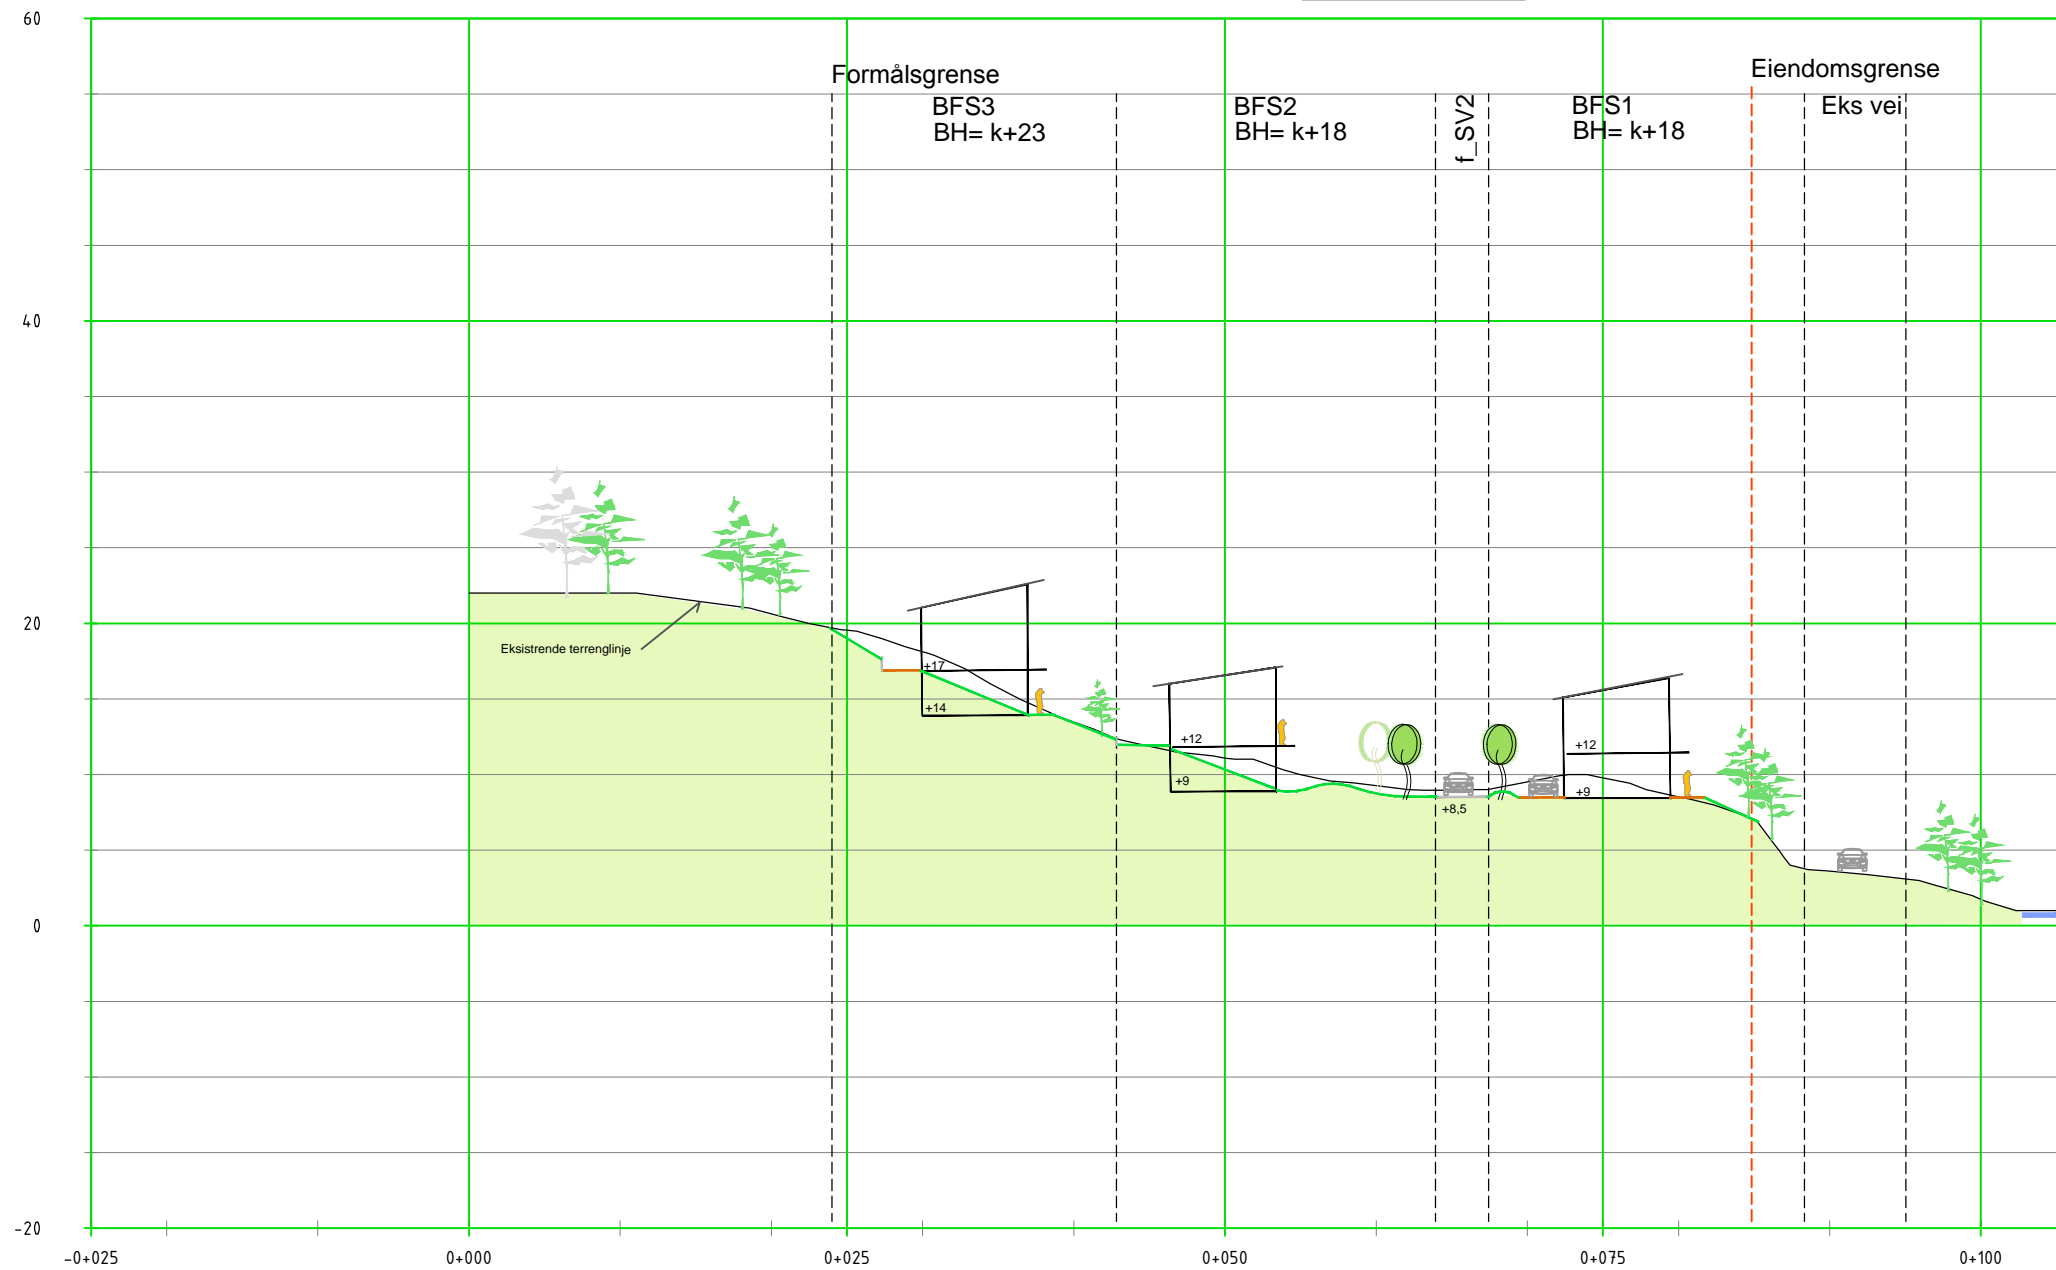 60
Formålsgrense
Eiendomsgrense
BFS3
BH= k+23
BFS2
BH= k+18
f_SV2
BFS1
BH= k+18
Eks vei
40
20
Eksistrende terrenglinje
+17
+14
+12
+9
+8,5
+12
+9
0
-20
-0+025
0+000
0+025
0+050
0+075
0+100